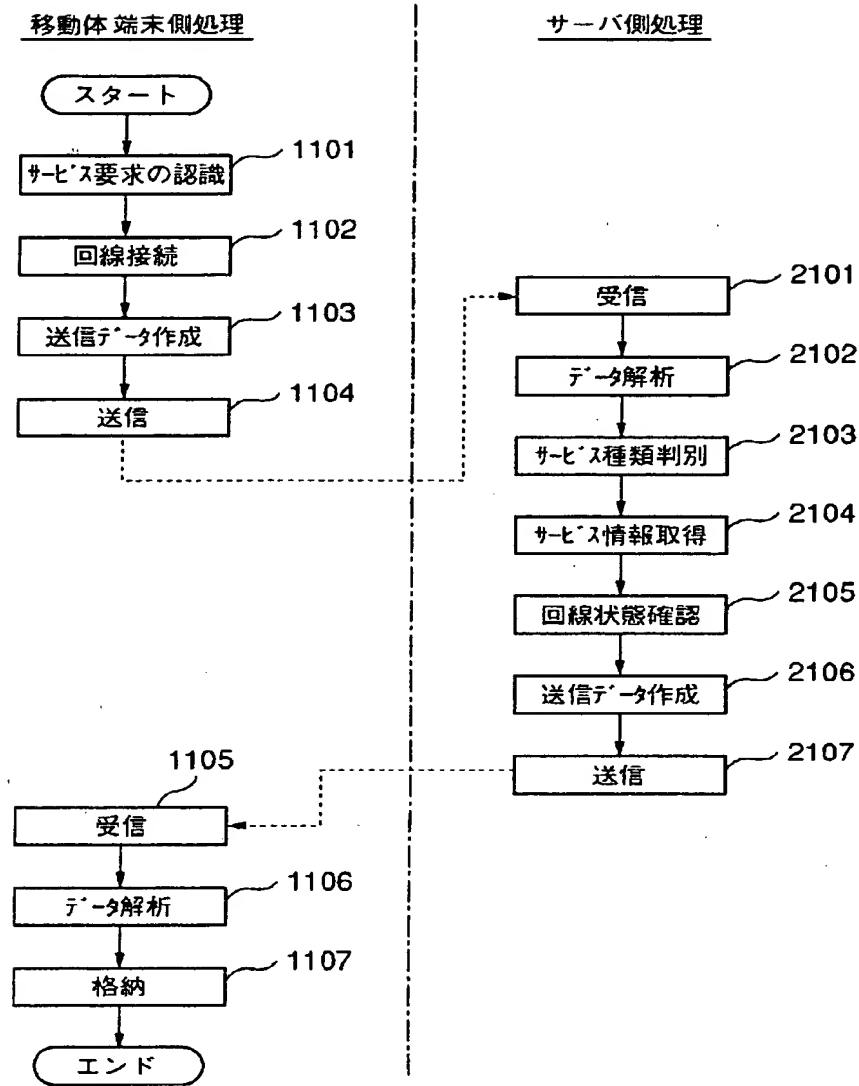 移動体端末側処理
スタート
サービス要求の認識
1101
回線接続
1102
送信データ作成
1103
送信
1104
1105
受信
データ解析
1106
格納
1107
エンド
サーバ側処理
受信
2101
データ解析
2102
サービス種類判別
2103
サービス情報取得
2104
回線状態確認
2105
送信データ作成
2106
送信
2107